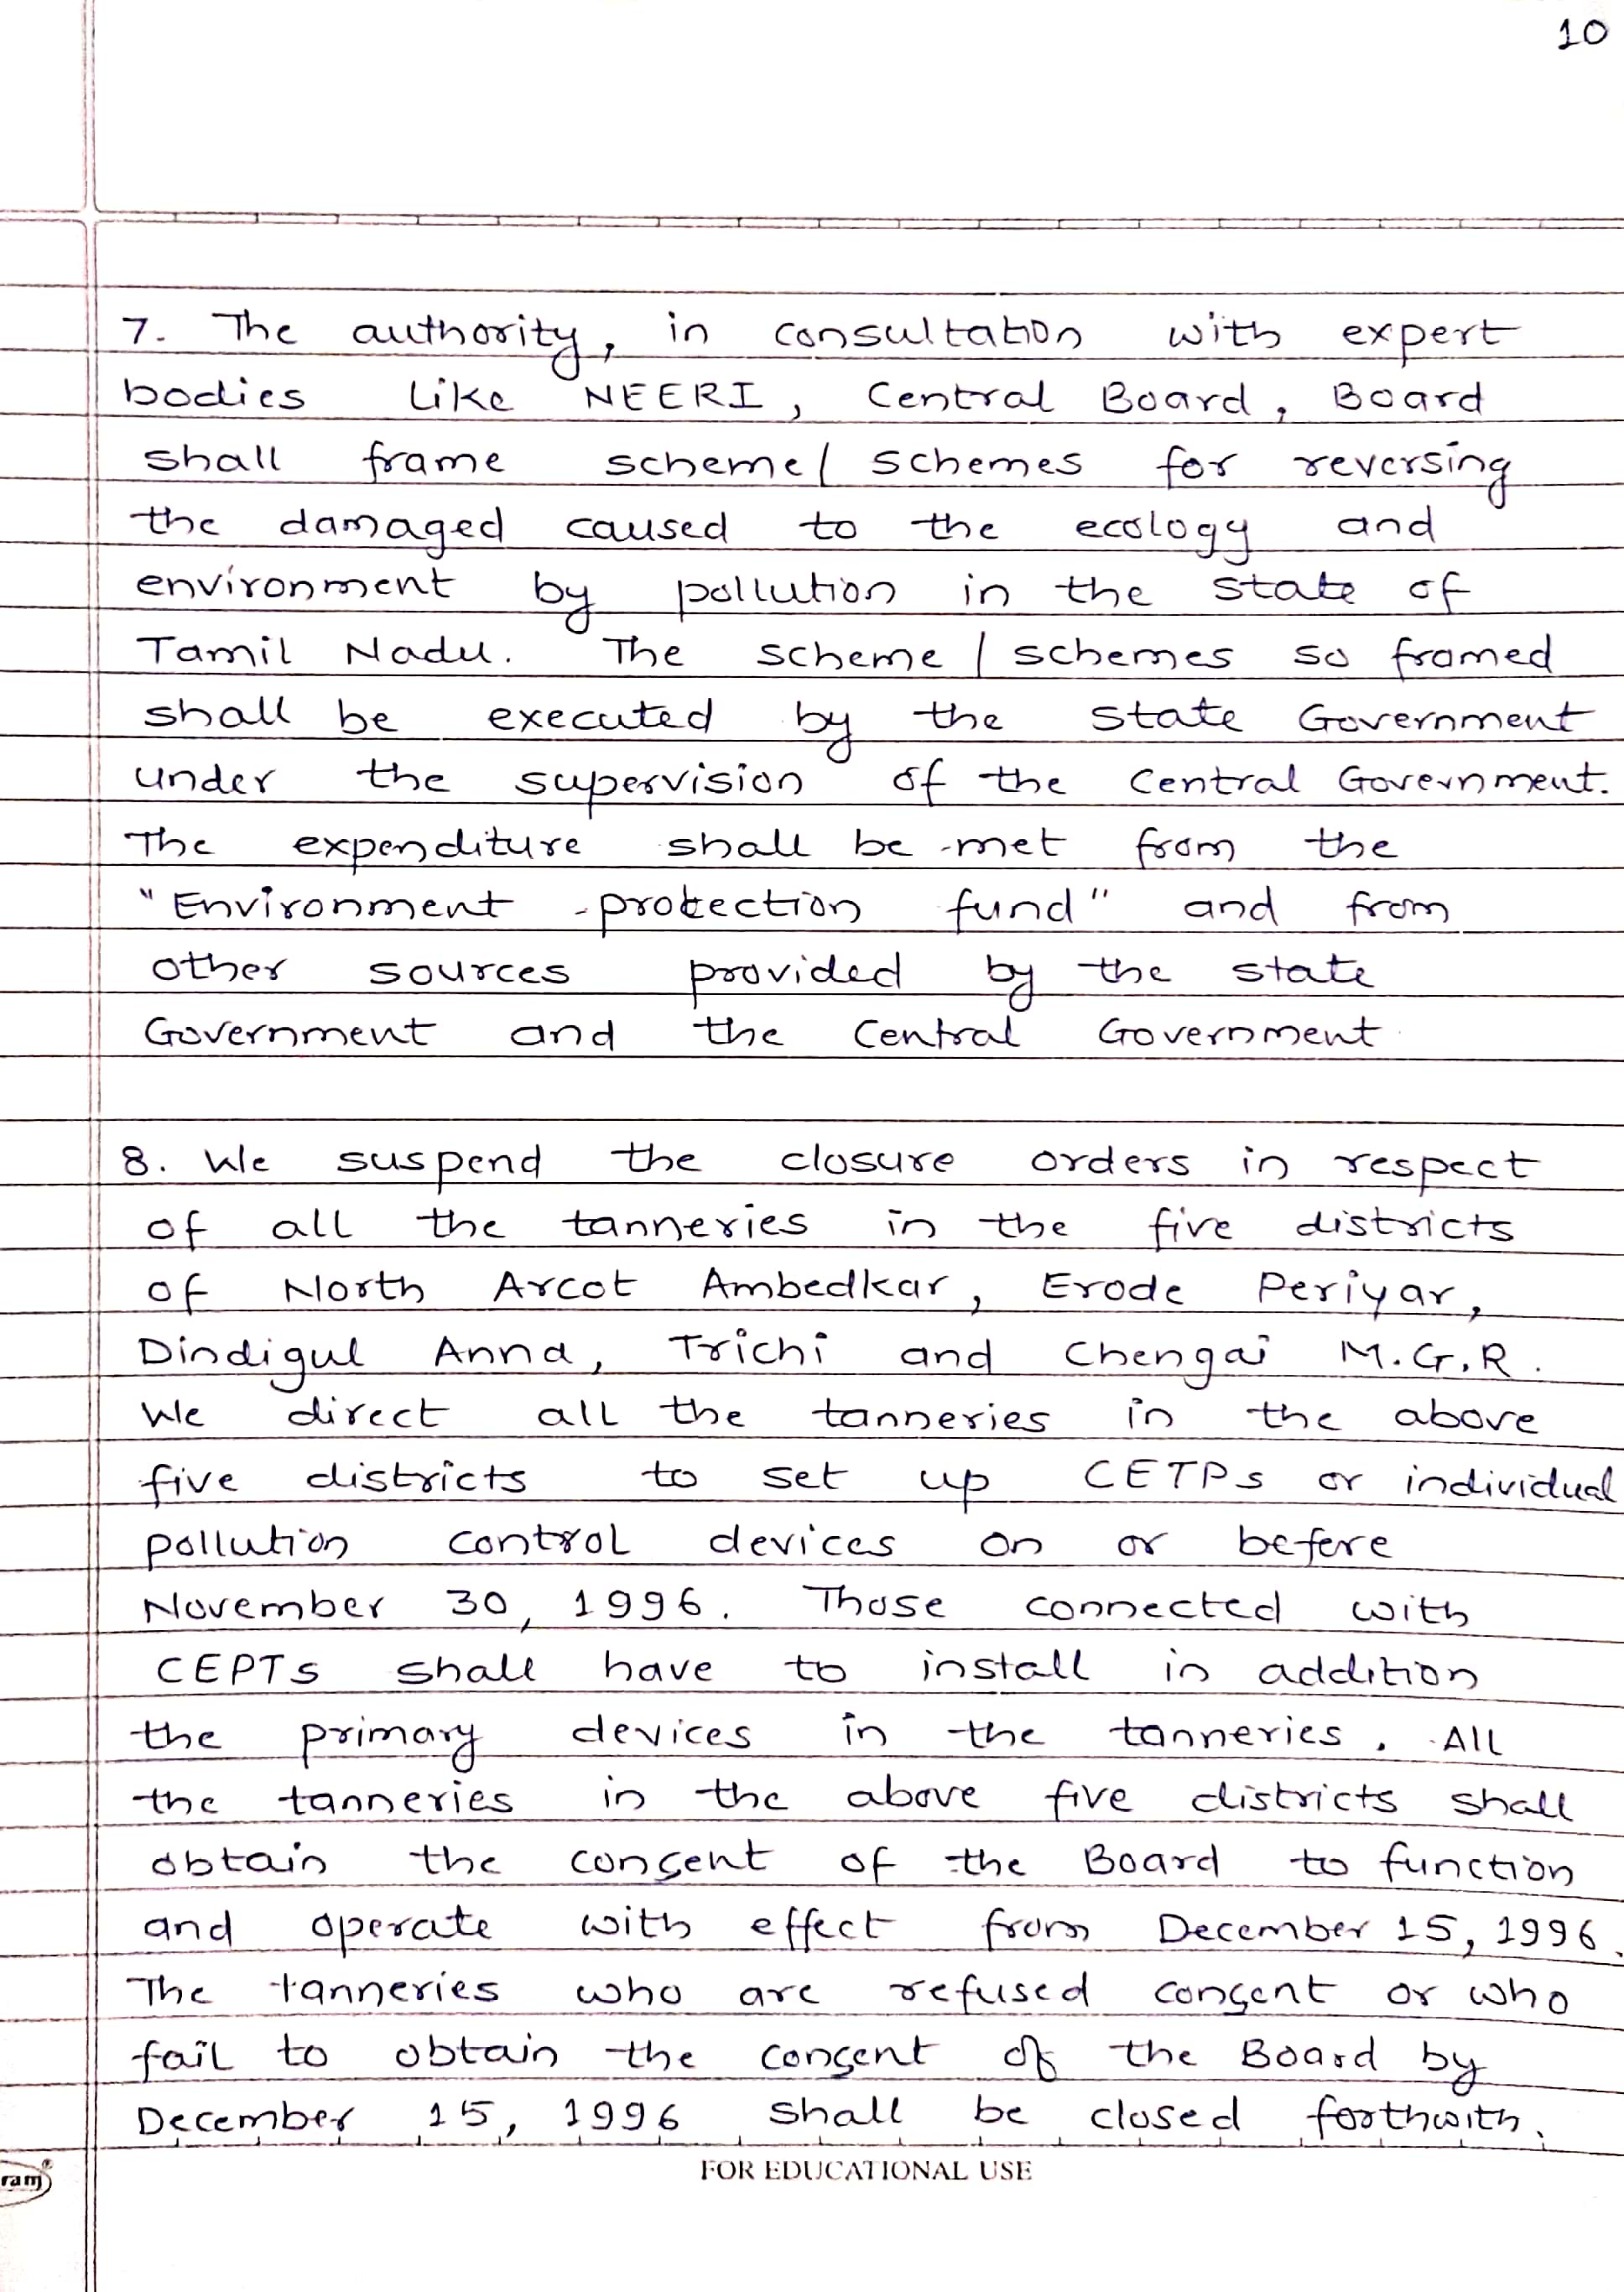 10
7. The authority, in consultation with expert
bodies like NEERI, Central Board, Board
shall frame scheme/ schemes for reversing
the damaged caused to the ecology and
environment by pollution in the state of
Tamil Nadu. The scheme / schemes so framed
shall be executed by the state Government
under the supervision of the Central Government.
The expenditure shall be met from the
"Environment protection fund" and from
other sources provided by the state
Government and the Central Government
8. We suspend the closure orders in respect
of all the tanneries in the five districts
of North Arcot Ambedkar, Erode Periyar,
Dindigul Anna, Trichi and Chengai M.G.R.
We direct all the tanneries in the above
five districts to set up CETPs or individual
pollution control devices on or before
November 30, 1996. Those connected with
CEPTs shall have to install in addition
the primary devices in the tanneries. All
the tanneries in the above five districts shall
obtain the consent of the Board to function
and operate with effect from December 15, 1996.
The tanneries who are refused consent or who
fail to obtain the consent of the Board by
December 15, 1996 shall be closed forthwith.
ram
FOR EDUCATIONAL USE